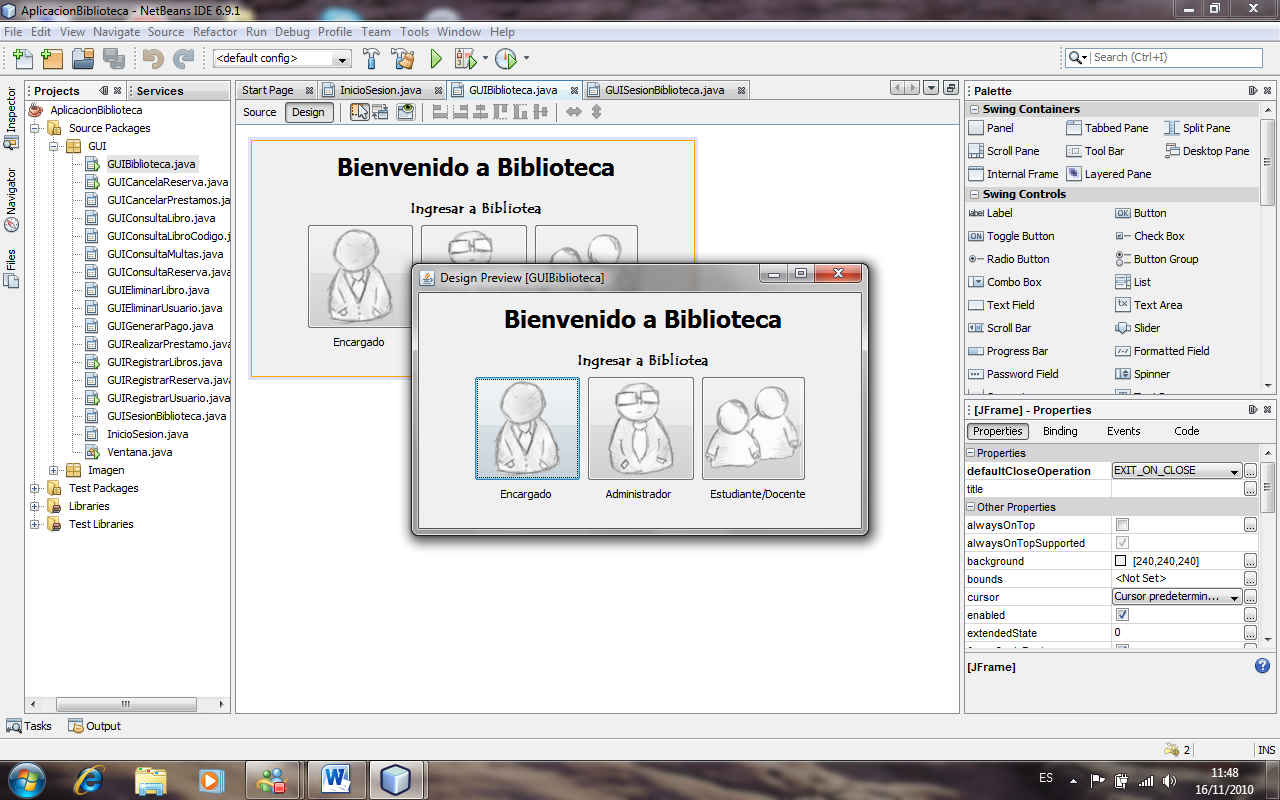 AplicacionBiblioteca - NetBeans IDE 6.9.1
File Edit View Navigate Source Refactor Run Debug Profile Team Tools Window Help
<default config>
Search (Ctrl+I)
Inspector
Navigator
Files
Projects
Services
AplicacionBiblioteca
Source Packages
GUI
GUIBiblioteca.java
GUICancelaReserva.java
GUICancelarPrestamos.java
GUIConsultaLibro.java
GUIConsultaLibroCodigo.j
GUIConsultaMultas.java
GUIConsultaReserva.java
GUIEliminarLibro.java
GUIEliminarUsuario.java
GUIGenerarPago.java
GUIRealizarPrestamo.java
GUIRegistrarLibros.java
GUIRegistrarReserva.java
GUIRegistrarUsuario.java
GUISesionBiblioteca.java
InicioSesion.java
Ventana.java
Imagen
Test Packages
Libraries
Test Libraries
Start Page InicioSesion.java GUIBiblioteca.java GUISesionBiblioteca.java
Source Design
Bienvenido a Biblioteca
Ingresar a Bibliotea
Encargado
Design Preview [GUIBiblioteca]
Bienvenido a Biblioteca
Ingresar a Bibliotea
Encargado Administrador Estudiante/Docente
Palette
Swing Containers
Panel Tabbed Pane Split Pane
Scroll Pane Tool Bar Desktop Pane
Internal Frame Layered Pane
Swing Controls
Label Button
Toggle Button Check Box
Radio Button Button Group
Combo Box List
Text Field Text Area
Scroll Bar Slider
Progress Bar Formatted Field
Password Field Spinner
[JFrame] - Properties
Properties Binding Events Code
Properties
defaultCloseOperation EXIT_ON_CLOSE
title
Other Properties
alwaysOnTop
alwaysOnTopSupported
background [240,240,240]
bounds <Not Set>
cursor Cursor predetermin...
enabled
extendedState 0
[JFrame]
Tasks Output
2 INS
ES
11:48
16/11/2010